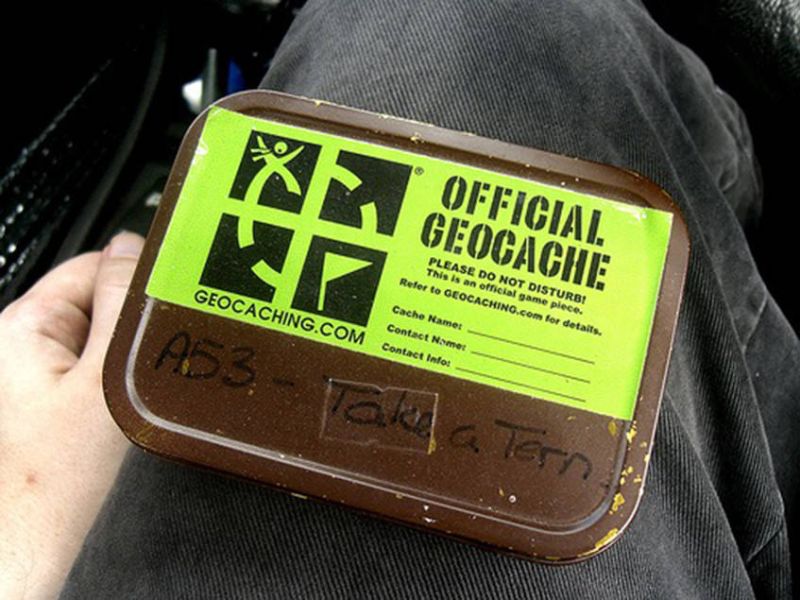 ®
OFFICIAL
GEOCACHE
PLEASE DO NOT DISTURB!
This is an official game piece.
Refer to GEOCACHING.com for details.
Cache Name:
Contact Name:
Contact Info:
GEOCACHING.COM
A53 - Take a Tern.